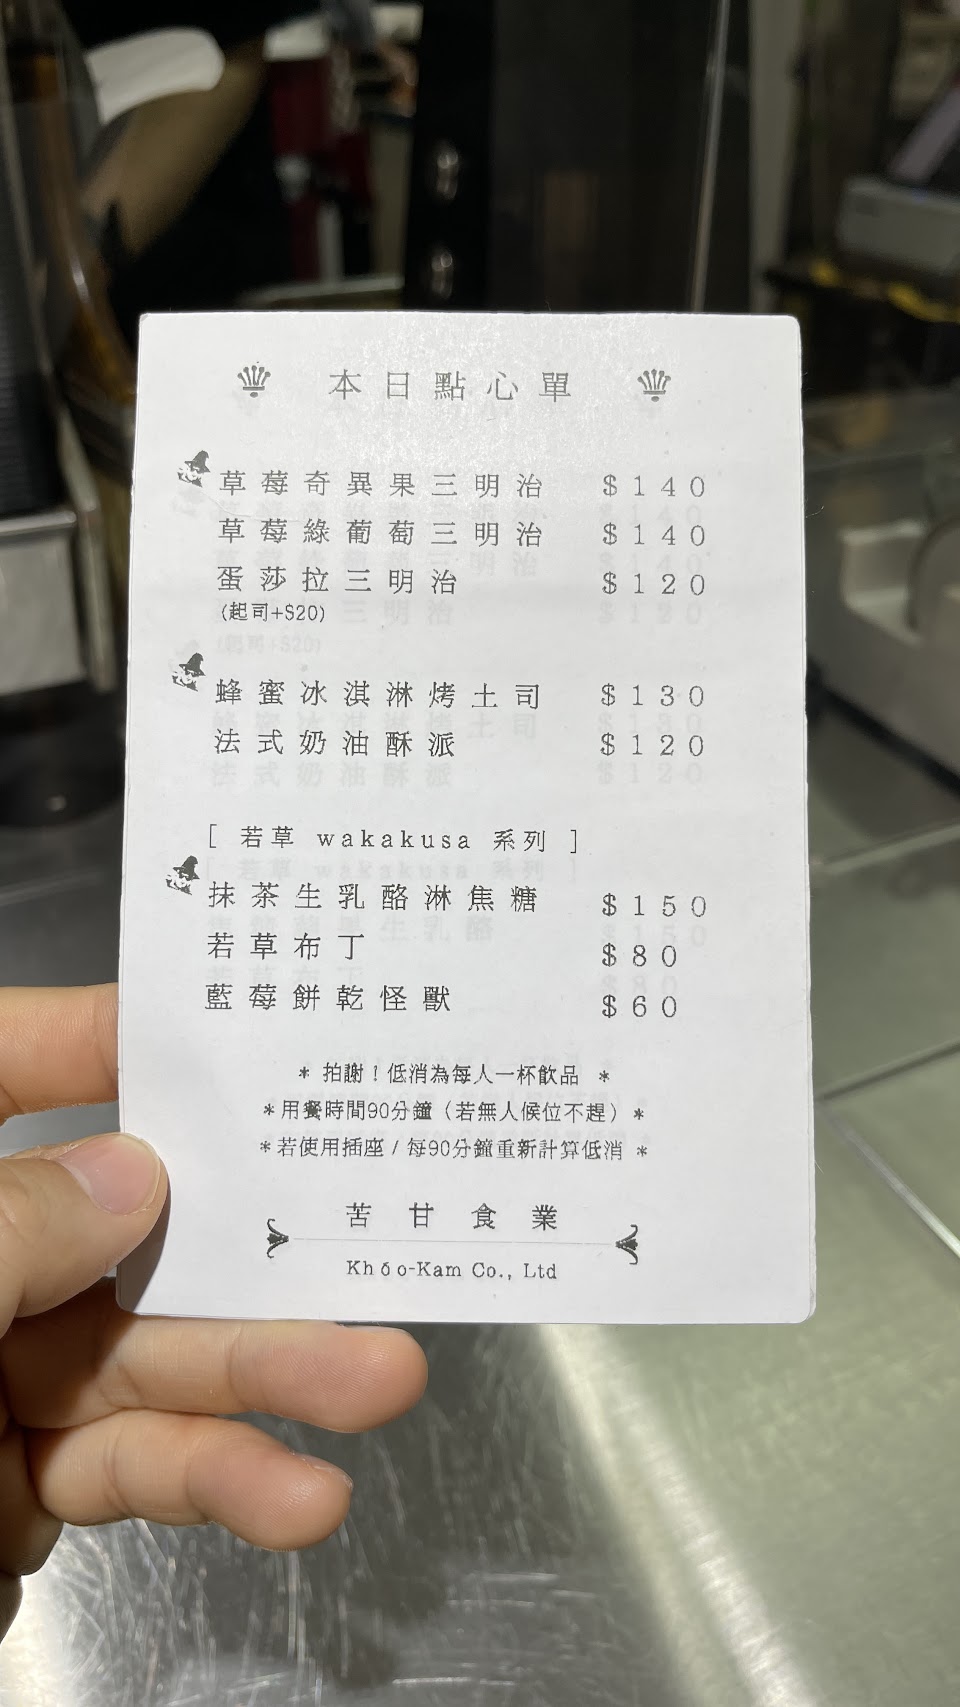 本日點心單
草莓奇異果三明治 $140
草莓綠葡萄三明治 $140
蛋莎拉三明治 $120
(起司+$20)
蜂蜜冰淇淋烤土司 $130
法式奶油酥派 $120
[ 若草 wakakusa 系列 ]
抹茶生乳酪淋焦糖 $150
若草布丁 $80
藍莓餅乾怪獸 $60
* 拍謝！低消為每人一杯飲品 *
*用餐時間90分鐘（若無人候位不趕）*
*若使用插座 / 每90分鐘重新計算低消 *
苦甘食業
Khóo-Kam Co., Ltd